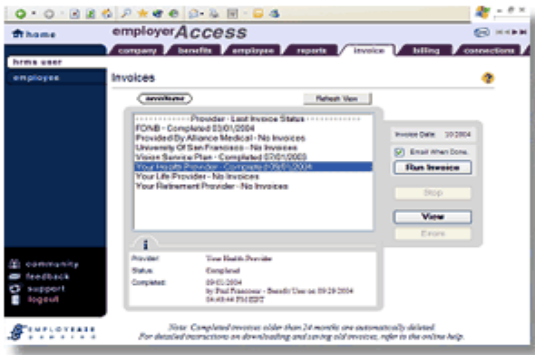 home
employerAccess
company benefits employee reports invoice billing connections
hrms user
employee
Invoices
Refresh View
Provider - Last Invoice Status
FDNB - Completed 03/01/2004
Provided By Alliance Medical - No Invoices
University Of San Francisco - No Invoices
Vision Service Plan - Completed 07/01/2003
Your Health Provider - Completed 09/01/2004
Your Life Provider - No Invoices
Your Retirement Provider - No Invoices
Invoice Date: 10/2004
Email When Done.
Run Invoice
Stop
View
Errors
i
Provider: Your Health Provider
Status: Completed
Completed: 09/01/2004
by Paul Francoeur - Benefit User on 09/29/2004
04:40:44 PM EDT
community
feedback
support
logout
EMPLOYEASE
powered
Note: Completed invoices older than 24 months are automatically deleted.
For detailed instructions on downloading and saving old invoices, refer to the online help.